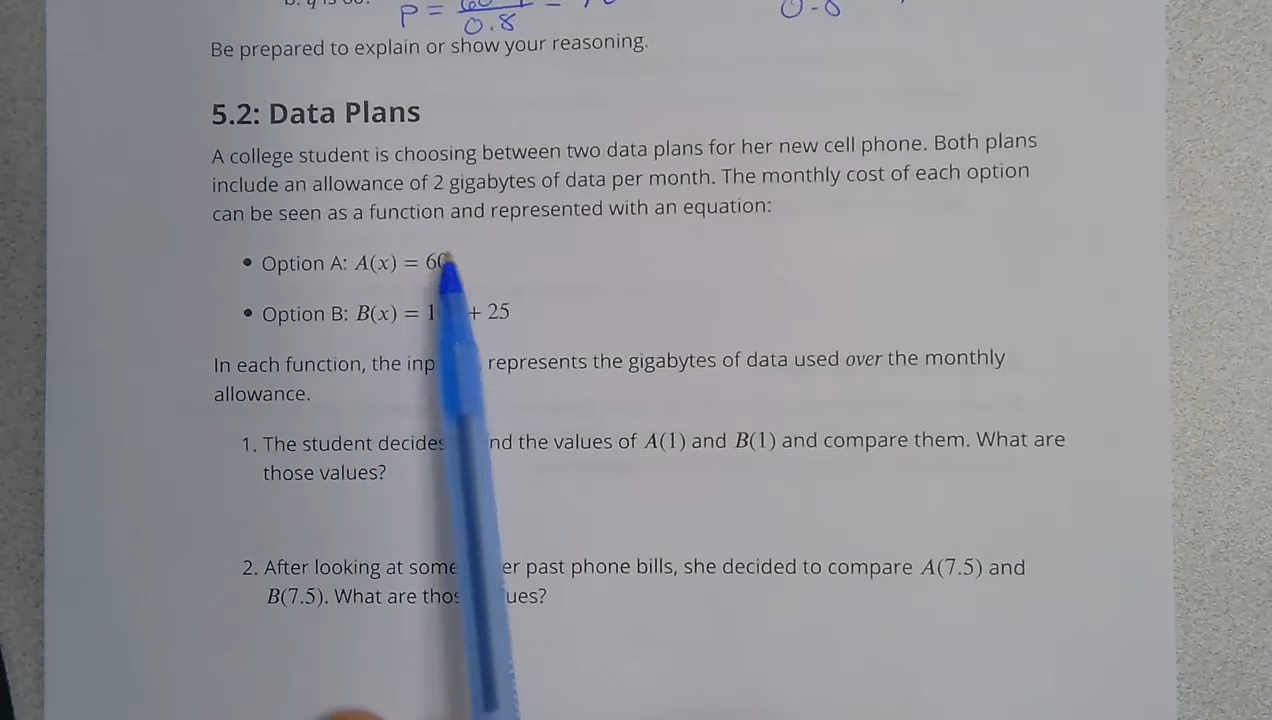 P =
0.8
0.8
Be prepared to explain or show your reasoning.
5.2: Data Plans
A college student is choosing between two data plans for her new cell phone. Both plans
include an allowance of 2 gigabytes of data per month. The monthly cost of each option
can be seen as a function and represented with an equation:
• Option A: A(x) = 60
• Option B: B(x) = 1 + 25
In each function, the inp represents the gigabytes of data used over the monthly
allowance.
1. The student decides nd the values of A(1) and B(1) and compare them. What are
those values?
2. After looking at some er past phone bills, she decided to compare A(7.5) and
B(7.5). What are thos ues?